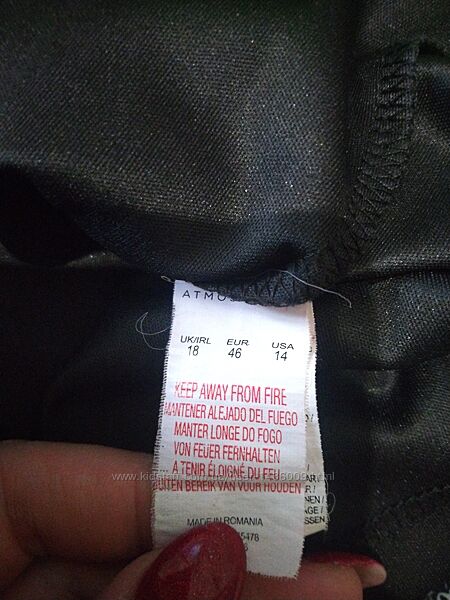 ATMOS
UK/IRL EUR USA
18 46 14
KEEP AWAY FROM FIRE
MANTENER ALEJADO DEL FUEGO
MANTER LONGE DO FOGO
VON FEUER FERNHALTEN
A TENIR ÉLOIGNÉ DU FEU
BUITEN BEREIK VAN VUUR HOUDEN
MADE IN ROMANIA
5478